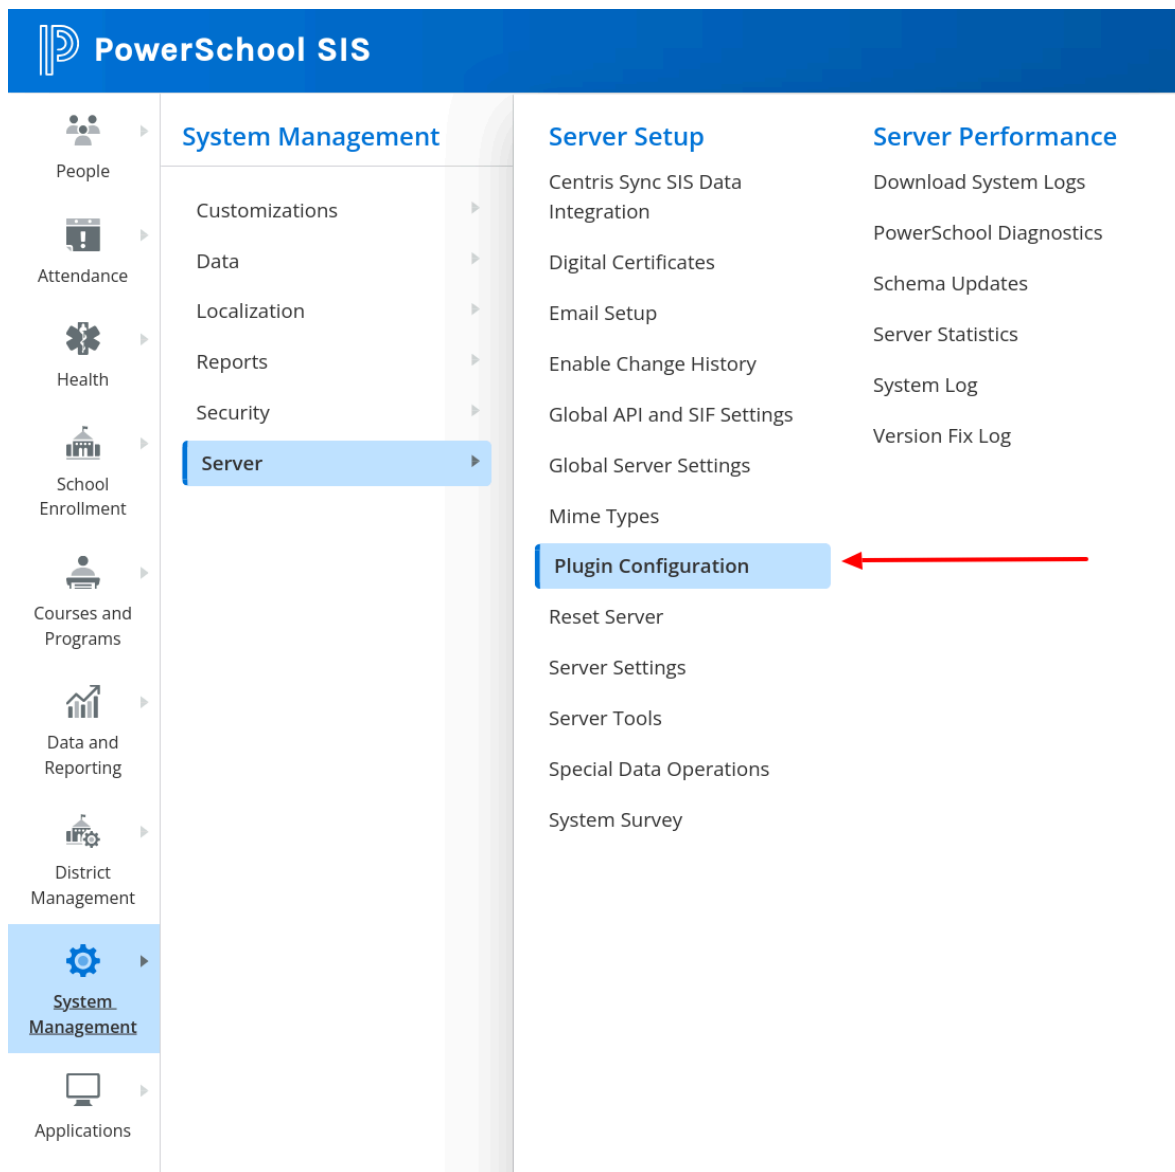 PowerSchool SIS
People
Attendance
Health
School
Enrollment
Courses and
Programs
Data and
Reporting
District
Management
System
Management
Applications
System Management
Customizations
Data
Localization
Reports
Security
Server
Server Setup
Centris Sync SIS Data
Integration
Digital Certificates
Email Setup
Enable Change History
Global API and SIF Settings
Global Server Settings
Mime Types
Plugin Configuration
Reset Server
Server Settings
Server Tools
Special Data Operations
System Survey
Server Performance
Download System Logs
PowerSchool Diagnostics
Schema Updates
Server Statistics
System Log
Version Fix Log